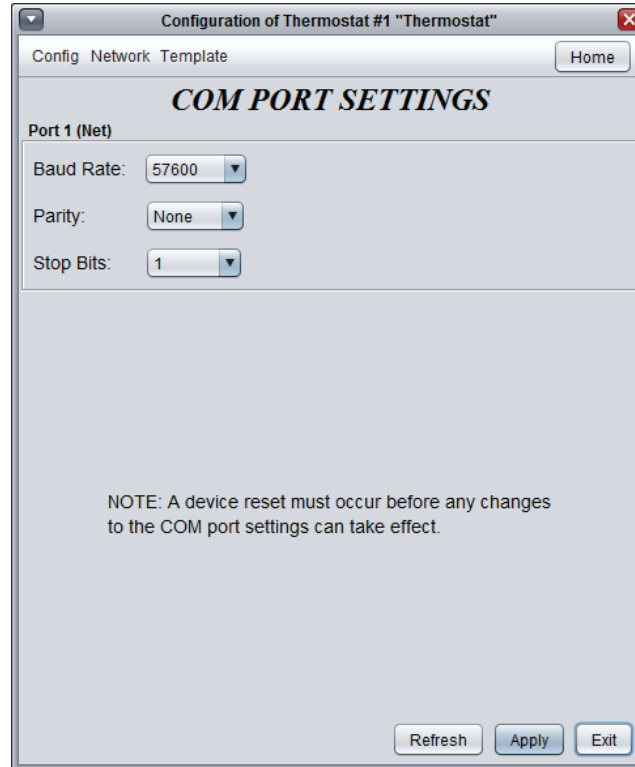 Configuration of Thermostat #1 "Thermostat"
Config Network Template Home
COM PORT SETTINGS
Port 1 (Net)
Baud Rate: 57600
Parity: None
Stop Bits: 1
NOTE: A device reset must occur before any changes
to the COM port settings can take effect.
Refresh Apply Exit